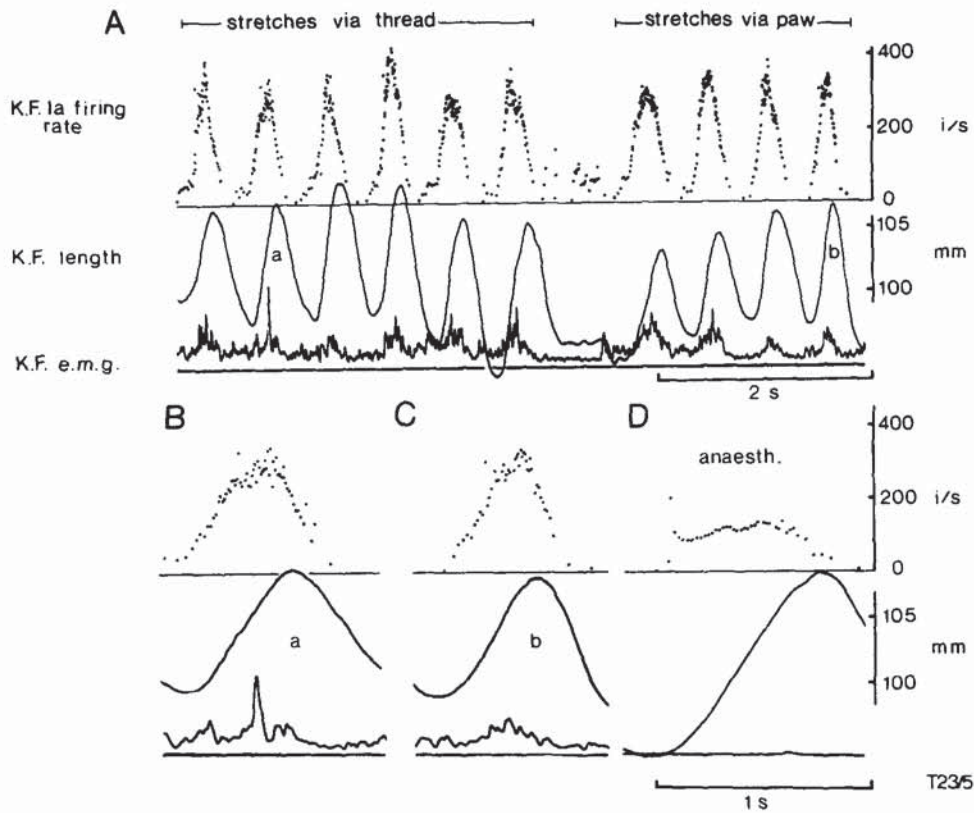 A
stretches via thread
stretches via paw
400
K.F. Ia firing
rate
200
i/s
0
105
K.F. length
a
b
mm
100
K.F. e.m.g.
2 s
B
C
D
400
anaesth.
200
i/s
0
105
a
b
mm
100
1 s
T23/5